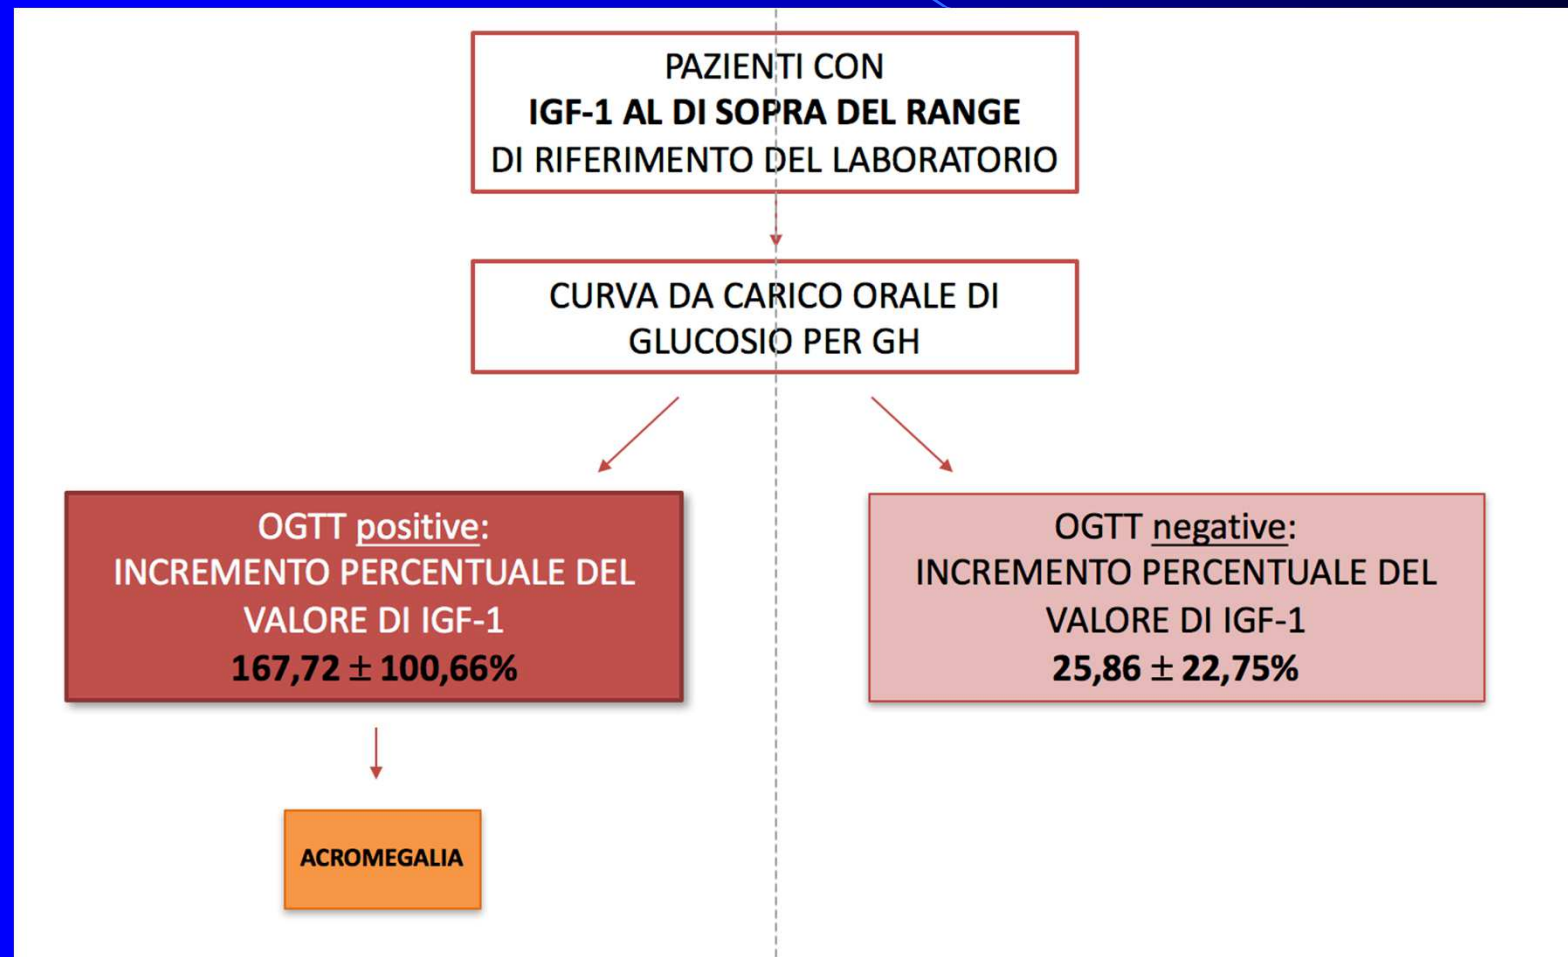 PAZIENTI CON
IGF-1 AL DI SOPRA DEL RANGE
DI RIFERIMENTO DEL LABORATORIO
CURVA DA CARICO ORALE DI
GLUCOSIO PER GH
OGTT positive:
INCREMENTO PERCENTUALE DEL
VALORE DI IGF-1
167,72 ± 100,66%
OGTT negative:
INCREMENTO PERCENTUALE DEL
VALORE DI IGF-1
25,86 ± 22,75%
ACROMEGALIA